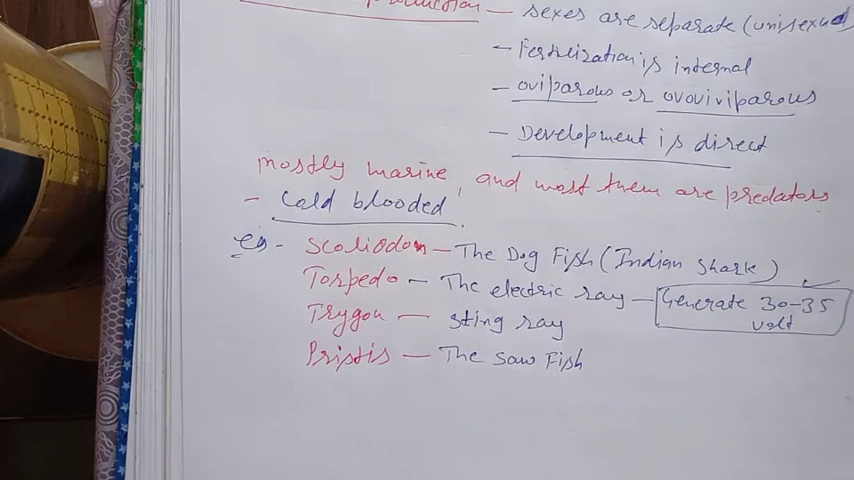 — sexes are separate (unisexual)
— Fertilization is internal
— oviparous or ovoviviparous
— Development is direct
mostly marine, and most them are predators
— Cold blooded.
eg - Scoliodon — The Dog Fish (Indian Shark)
Torpedo — The electric ray — Generate 30-35 volt
Trygon — sting ray
Pristis — The Saw Fish